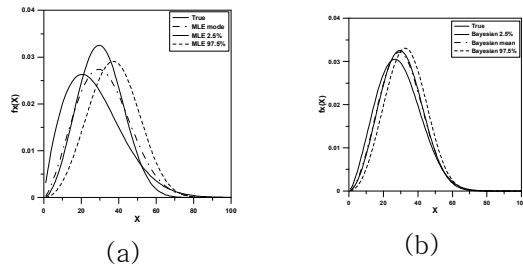 0.04
0.03
0.02
0.01
0
fx(X)
0 20 40 60 80 100
X
True
MLE mode
MLE 2.5%
MLE 97.5%
(a)
0.04
0.03
0.02
0.01
0
fx(X)
0 20 40 60 80 100
X
True
Bayesian 2.5%
Bayesian mean
Bayesian 97.5%
(b)